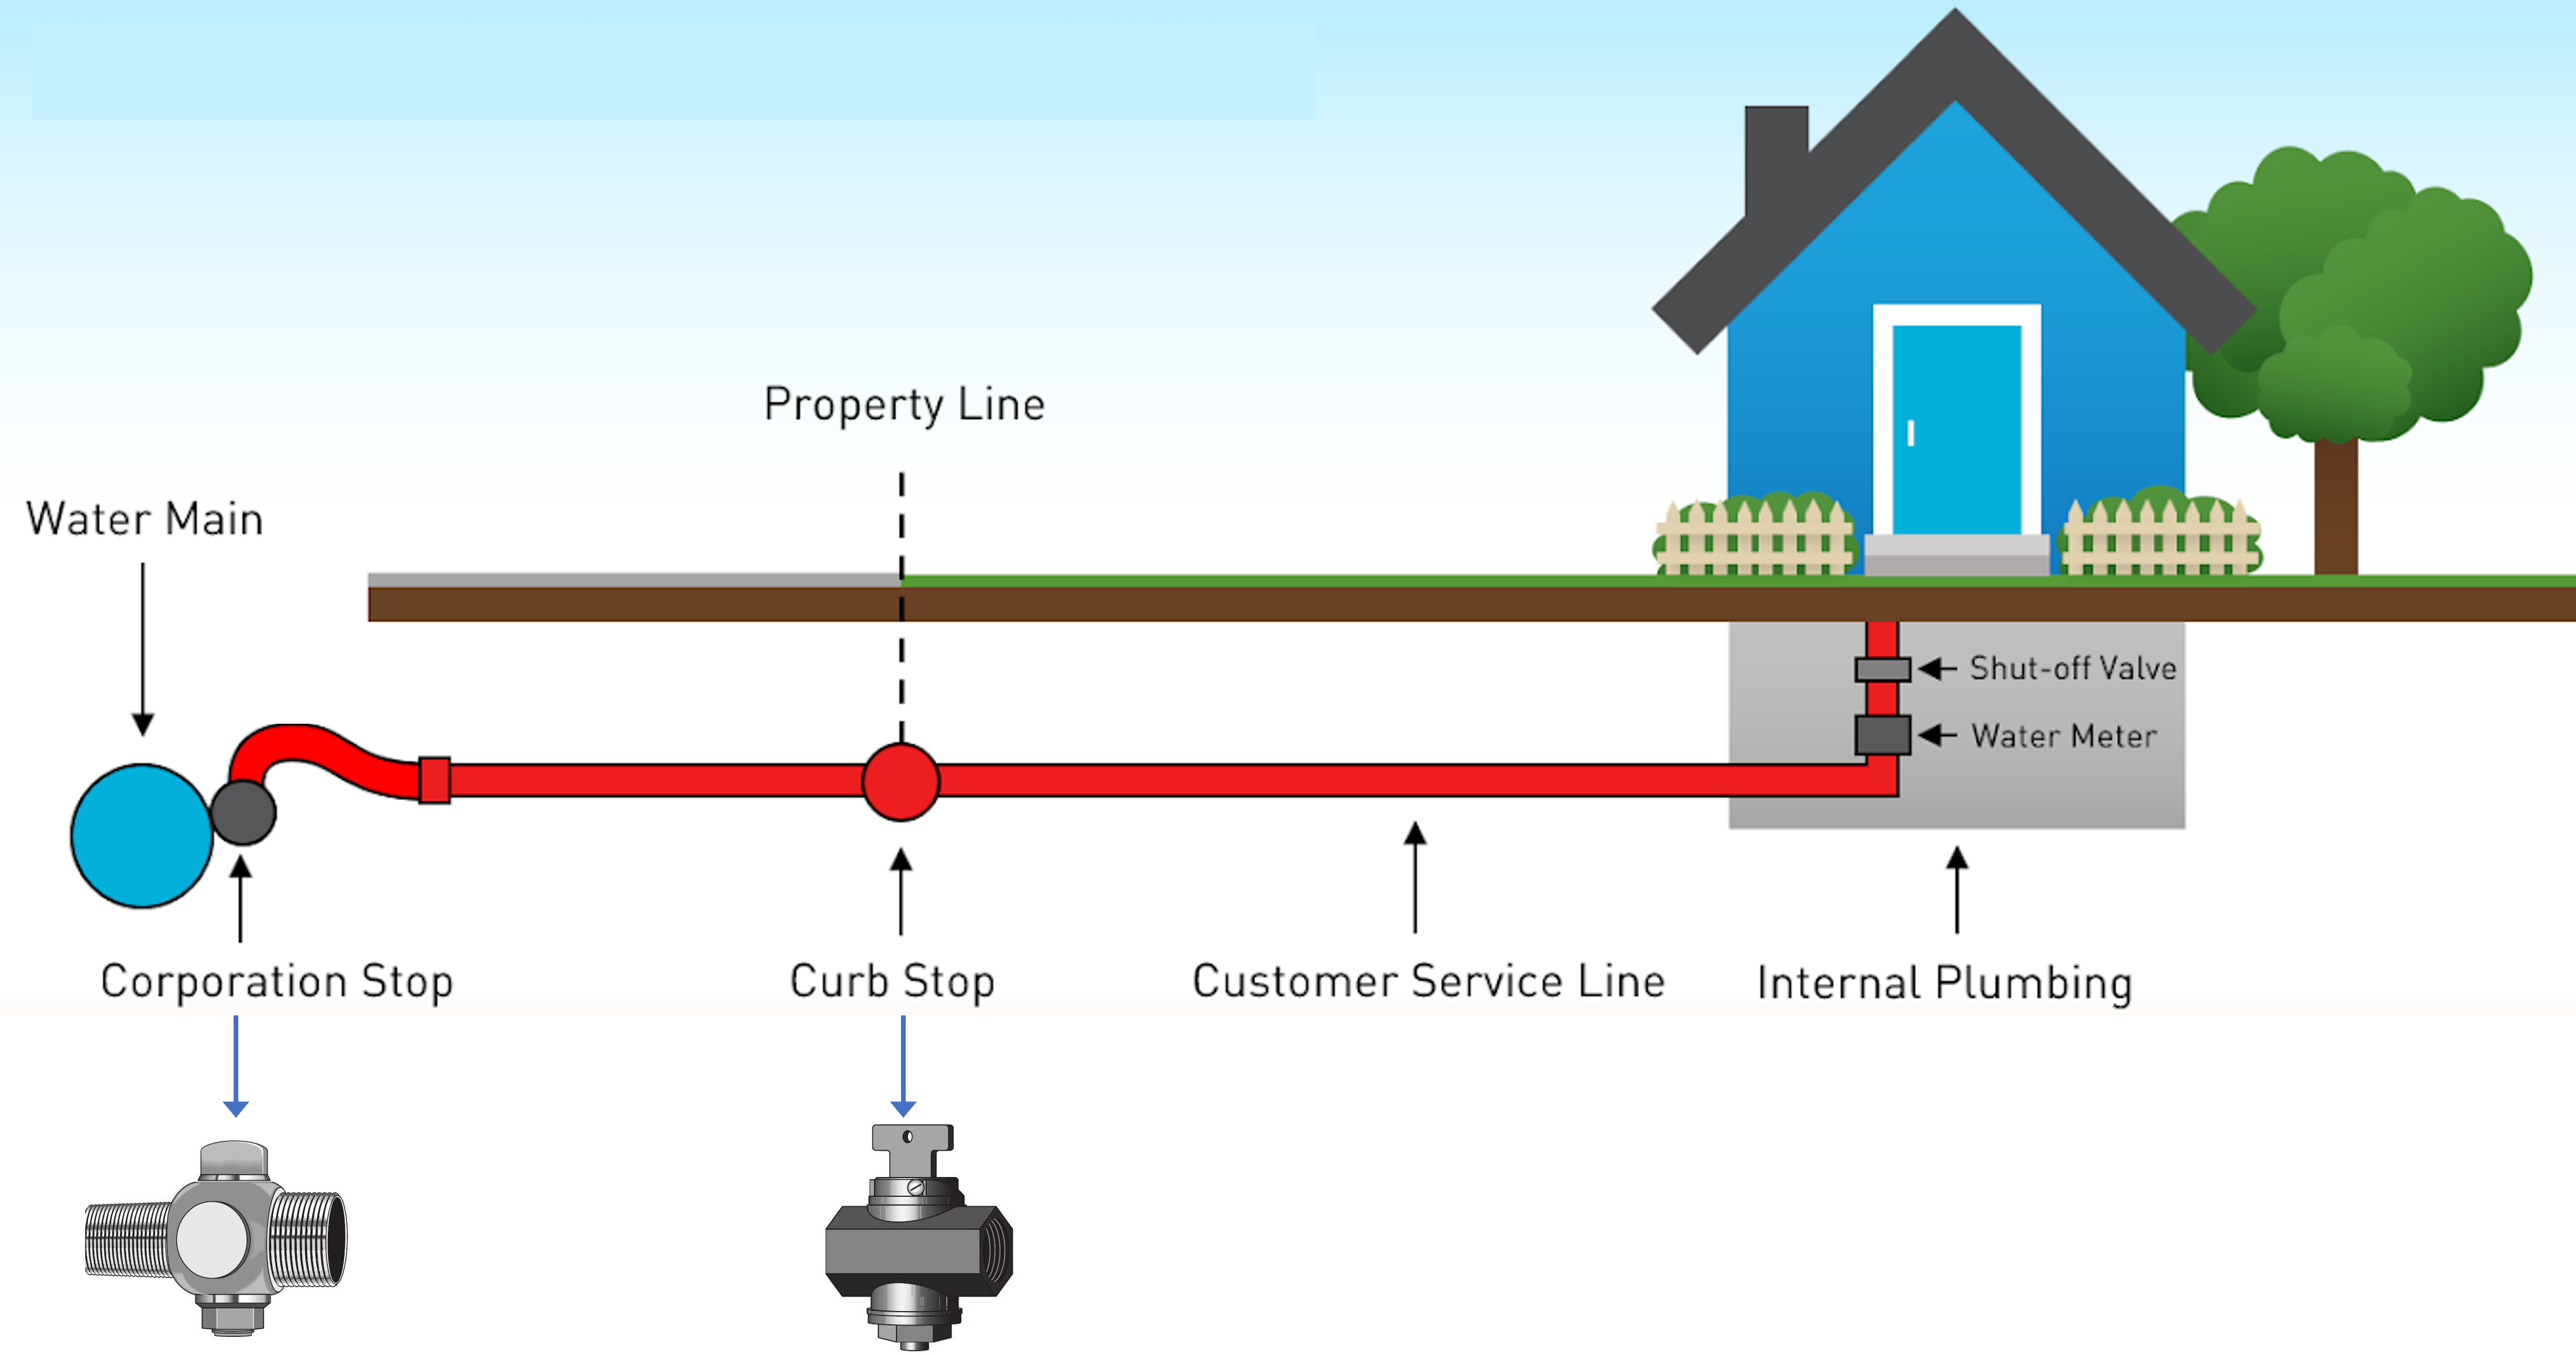 Property Line
Water Main
Shut-off Valve
Water Meter
Corporation Stop
Curb Stop
Customer Service Line
Internal Plumbing